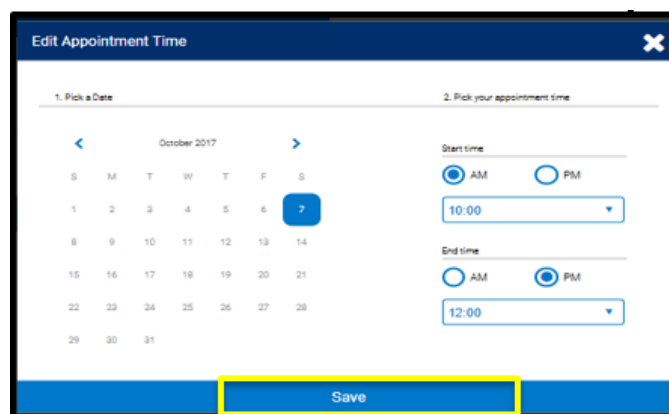 Edit Appointment Time
1. Pick a Date
2. Pick your appointment time
October 2017
S M T W T F S
1 2 3 4 5 6 7
8 9 10 11 12 13 14
15 16 17 18 19 20 21
22 23 24 25 26 27 28
29 30 31
Start time
AM PM
10:00
End time
AM PM
12:00
Save